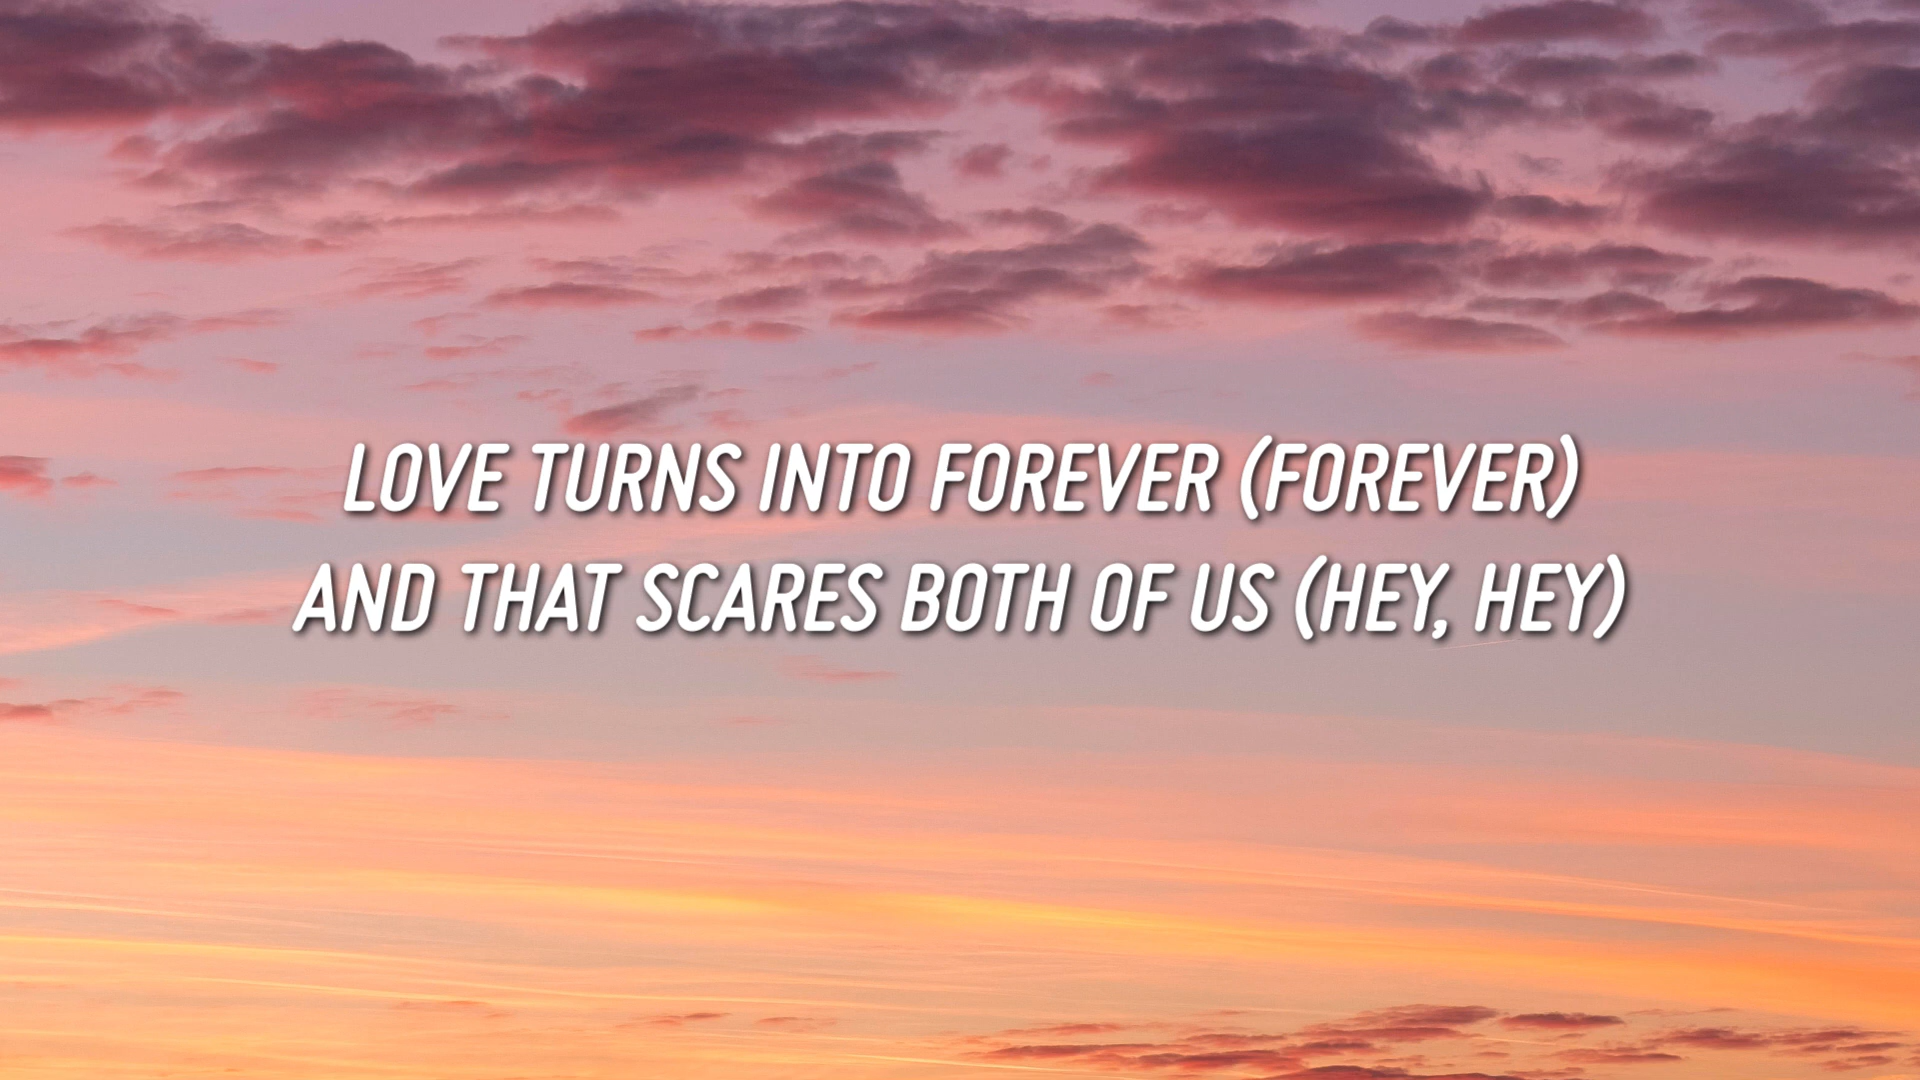 LOVE TURNS INTO FOREVER (FOREVER)
AND THAT SCARES BOTH OF US (HEY, HEY)